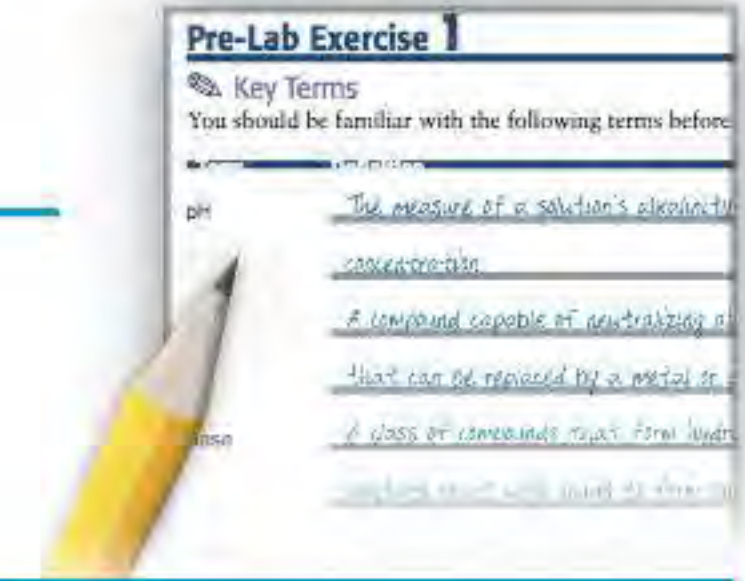 Pre-Lab Exercise 1
Key Terms
You should be familiar with the following terms before
pH
The measure of a solution's alkalinity
concentration
A compound capable of neutralizing
that can be replaced by a metal or
A class of compounds that form